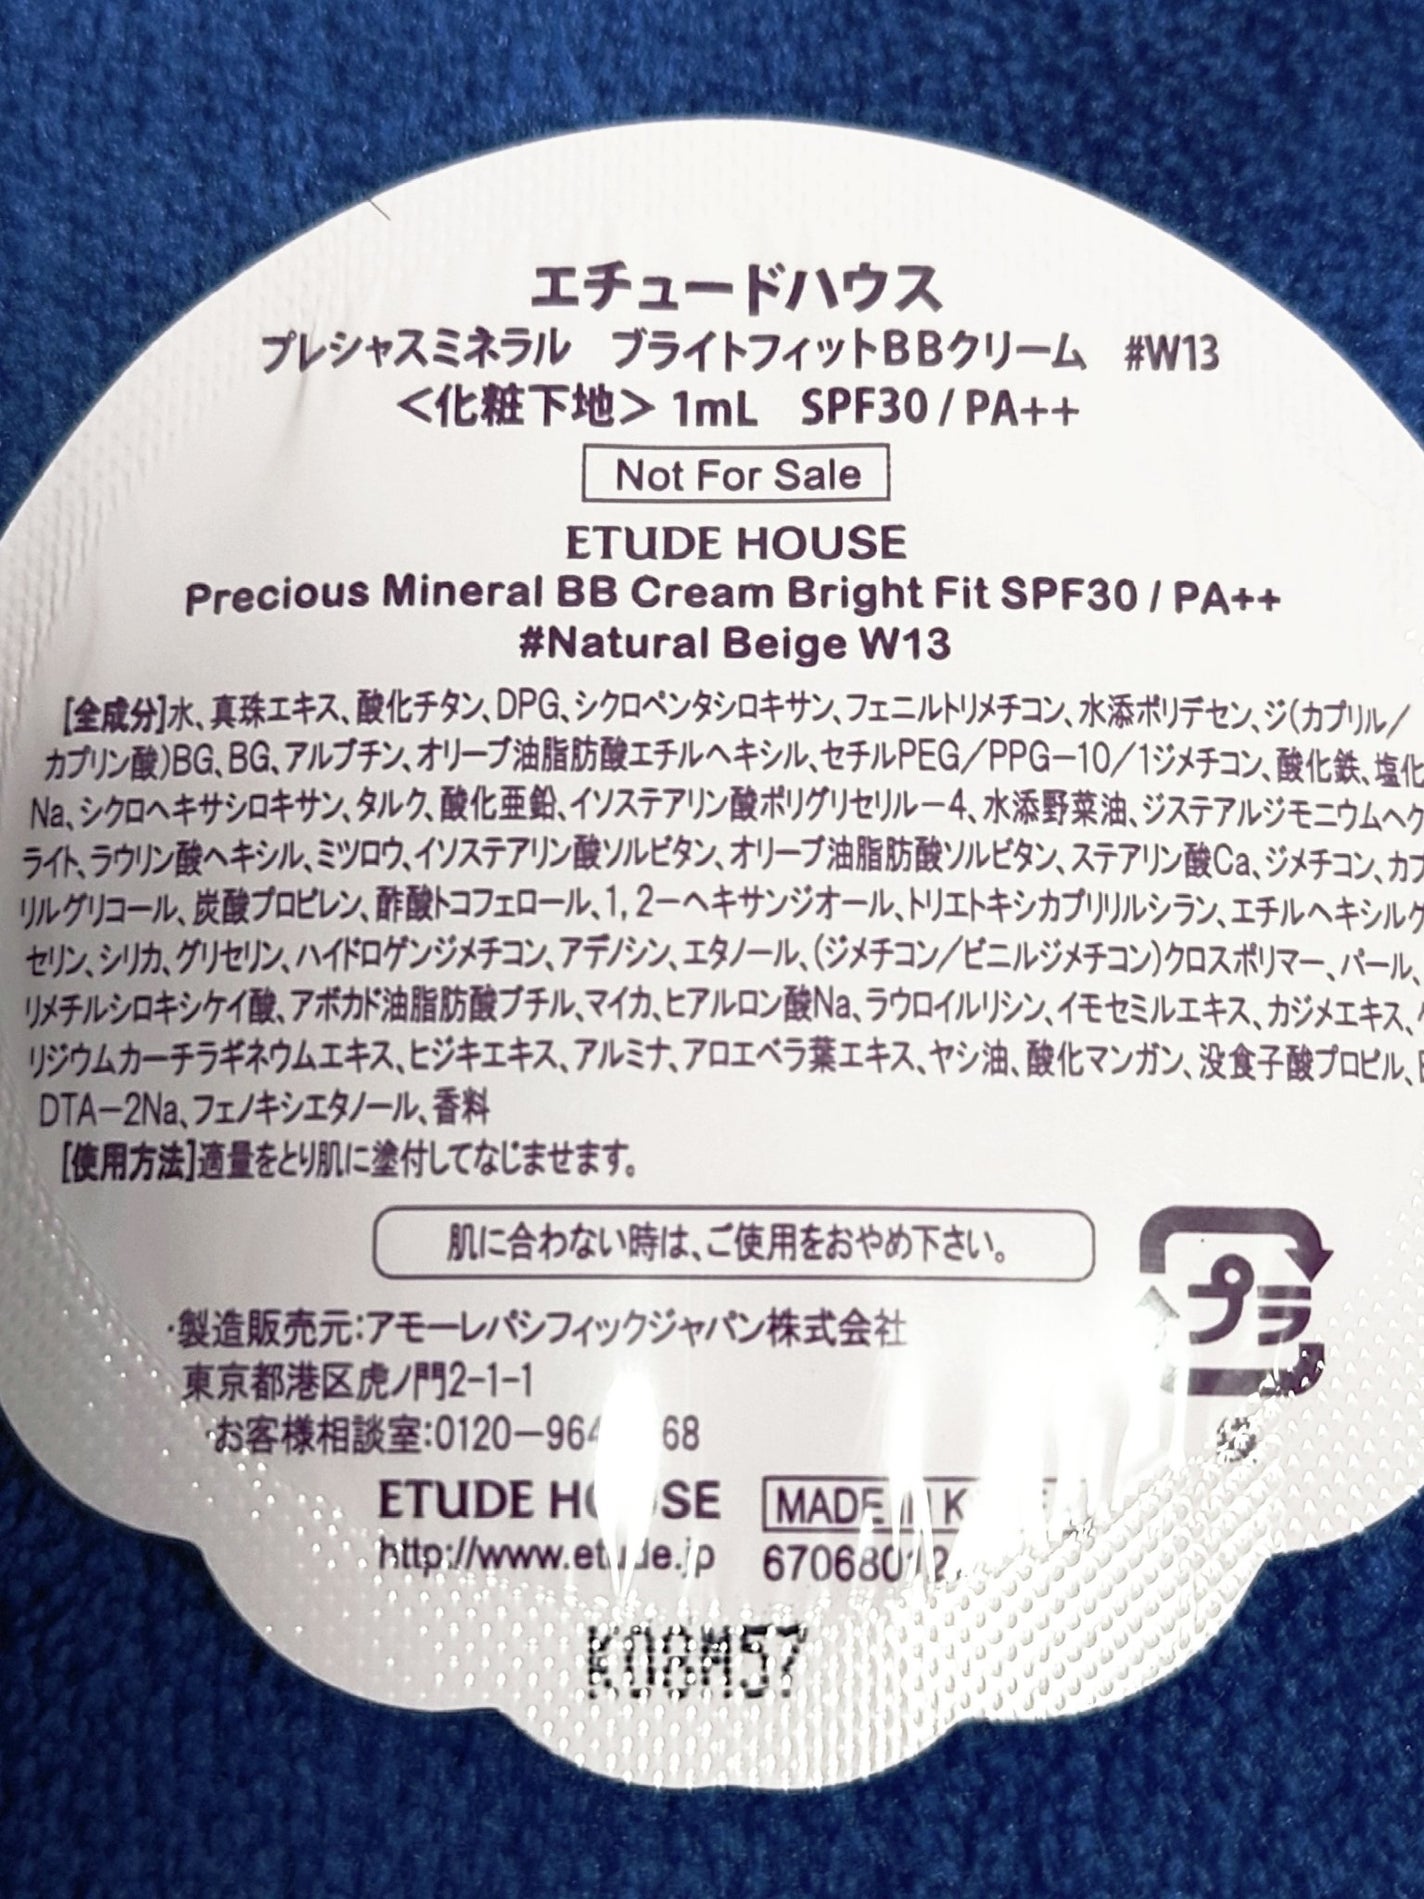 エチュードハウス
プレシャスミネラル ブライトフィットBBクリーム #W13
＜化粧下地＞ 1mL SPF30 / PA++
Not For Sale
ETUDE HOUSE
Precious Mineral BB Cream Bright Fit SPF30 / PA++
#Natural Beige W13
[全成分]水、真珠エキス、酸化チタン、DPG、シクロペンタシロキサン、フェニルトリメチコン、水添ポリデセン、ジ(カプリル/
カプリン酸)BG、BG、アルブチン、オリーブ油脂肪酸エチルヘキシル、セチルPEG/PPG-10/1ジメチコン、酸化鉄、塩化
Na、シクロヘキサシロキサン、タルク、酸化亜鉛、イソステアリン酸ポリグリセリル-4、水添野菜油、ジステアルジモニウムヘク
ライト、ラウリン酸ヘキシル、ミツロウ、イソステアリン酸ソルビタン、オリーブ油脂肪酸ソルビタン、ステアリン酸Ca、ジメチコン、カプ
リルグリコール、炭酸プロピレン、酢酸トコフェロール、1,2-ヘキサンジオール、トリエトキシカプリリルシラン、エチルヘキシルグ
セリン、シリカ、グリセリン、ハイドロゲンジメチコン、アデノシン、エタノール、(ジメチコン/ビニルジメチコン)クロスポリマー、パール、
リメチルシロキシケイ酸、アボカド油脂肪酸ブチル、マイカ、ヒアルロン酸Na、ラウロイルリシン、イモセミルエキス、カジメエキス、
リジウムカーチラギネウムエキス、ヒジキエキス、アルミナ、アロエベラ葉エキス、ヤシ油、酸化マンガン、没食子酸プロピル、E
DTA-2Na、フェノキシエタノール、香料
[使用方法]適量をとり肌に塗付してなじませます。
肌に合わない時は、ご使用をおやめ下さい。
プラ
・製造販売元：アモーレパシフィックジャパン株式会社
東京都港区虎ノ門2-1-1
お客様相談室：0120-964 68
ETUDE HOUSE
MADE IN KOREA
http://www.etude.jp
K08M57